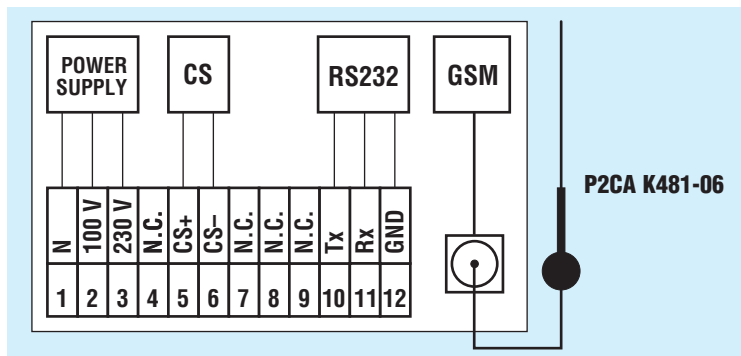 POWER
SUPPLY
CS
RS232
GSM
P2CA K481-06
N
100 V
230 V
N.C.
CS+
CS–
N.C.
N.C.
N.C.
Tx
Rx
GND
1 2 3 4 5 6 7 8 9 10 11 12